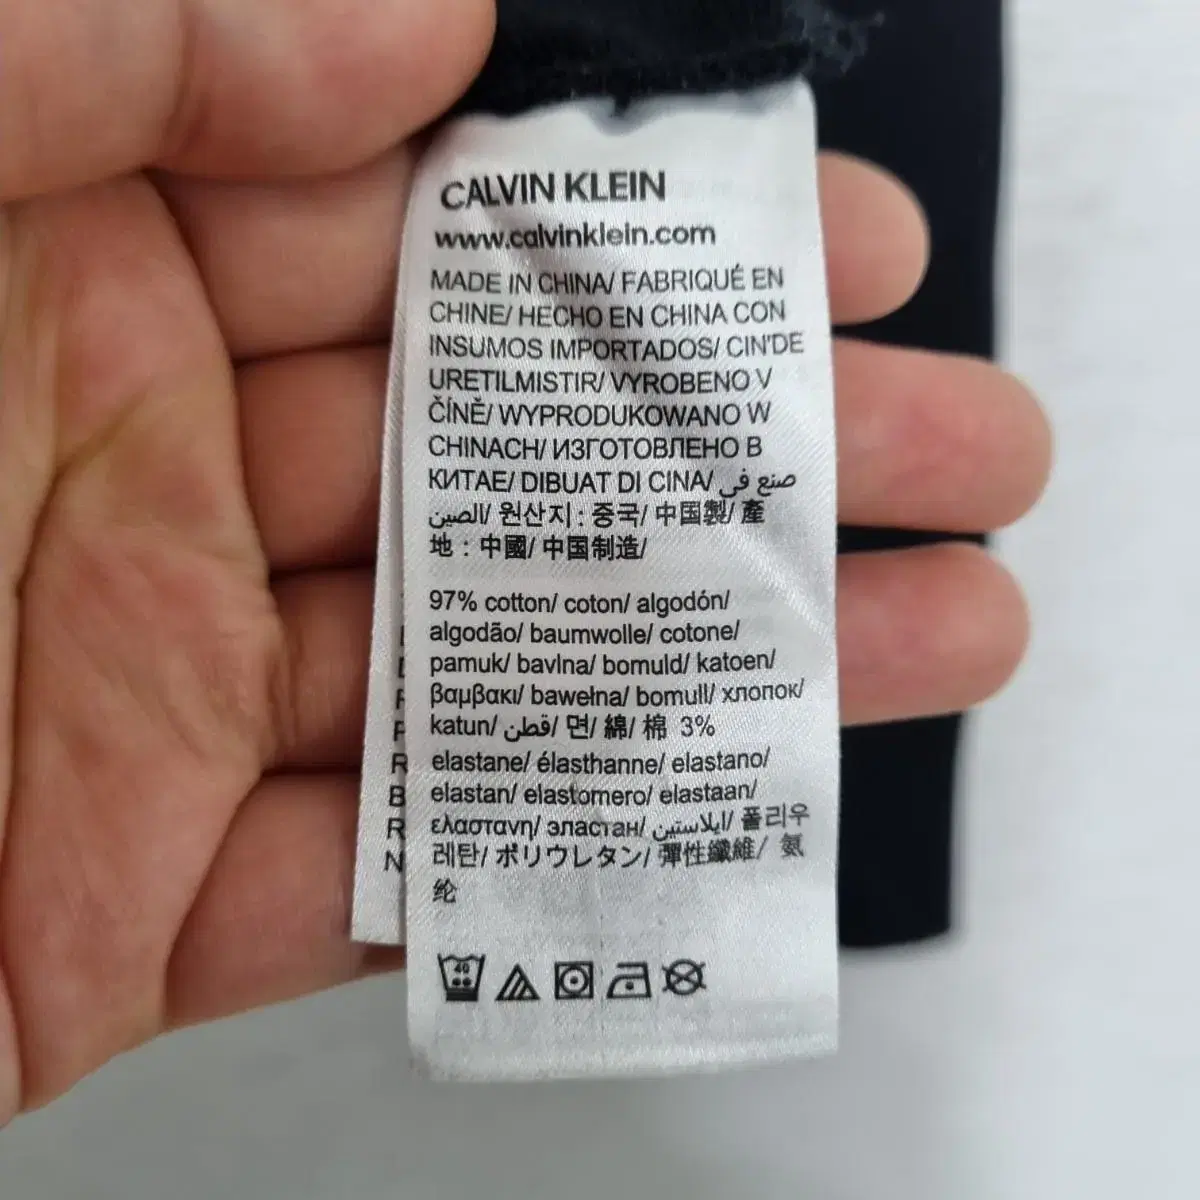 CALVIN KLEIN
www.calvinklein.com
MADE IN CHINA/ FABRIQUÉ EN
CHINE/ HECHO EN CHINA CON
INSUMOS IMPORTADOS/ CIN'DE
URETILMISTIR/ VYROBENO V
ČÍNĚ/ WYPRODUKOWANO W
CHINACH/ ИЗГОТОВЛЕНО В
КИТАЕ/ DIBUAT DI CINA/ صنع في
الصين/ 원산지 : 중국/ 中国製/ 產
地 : 中國/ 中国制造/
97% cotton/ coton/ algodón/
algodão/ baumwolle/ cotone/
pamuk/ bavlna/ bomuld/ katoen/
βαμβακι/ bawełna/ bomull/ хлопок/
katun/ قطن/ 면/ 綿/ 棉 3%
elastane/ élasthanne/ elastano/
elastan/ elastomero/ elastaan/
ελαστανη/ эластан/ ايلاستين/ 폴리우
레탄/ ポリウレタン/ 彈性纖維/ 氨
纶
40
R
B
R
N